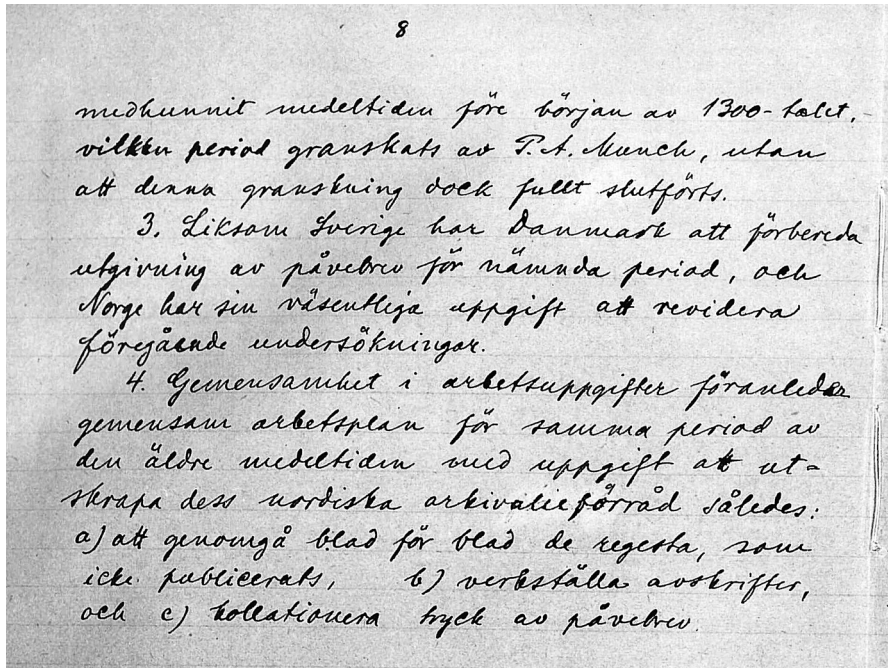 8
medhunnit medeltiden före början av 1300-talet,
vilken period granskats av P. A. Munch, utan
att denna granskning dock fullt slutförts.
3. Liksom Sverige har Danmark att förbereda
utgivning av påvebrev för nämnda period, och
Norge har sin väsentliga uppgift att revidera
föregående undersökningar.
4. Gemensamhet i arbetsuppgifter föranleder
gemensam arbetsplan för samma period av
den äldre medeltiden med uppgift att ut-
skrapa dess nordiska arkivalieförråd således:
a) att genomgå blad för blad de regesta, som
icke publicerats, b) verkställa avskrifter,
och c) kollationera tryck av påvebrev.